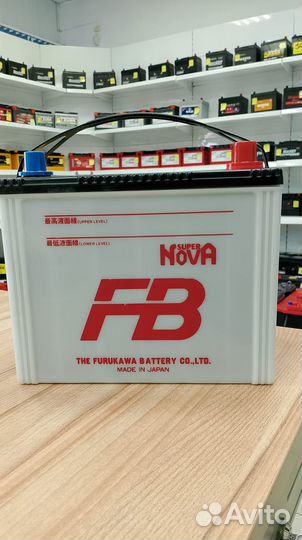 最高液面線(UPPER LEVEL)
最低液面線(LOWER LEVEL)
SUPER
NOVA
FB
THE FURUKAWA BATTERY CO.,LTD.
MADE IN JAPAN
Avito